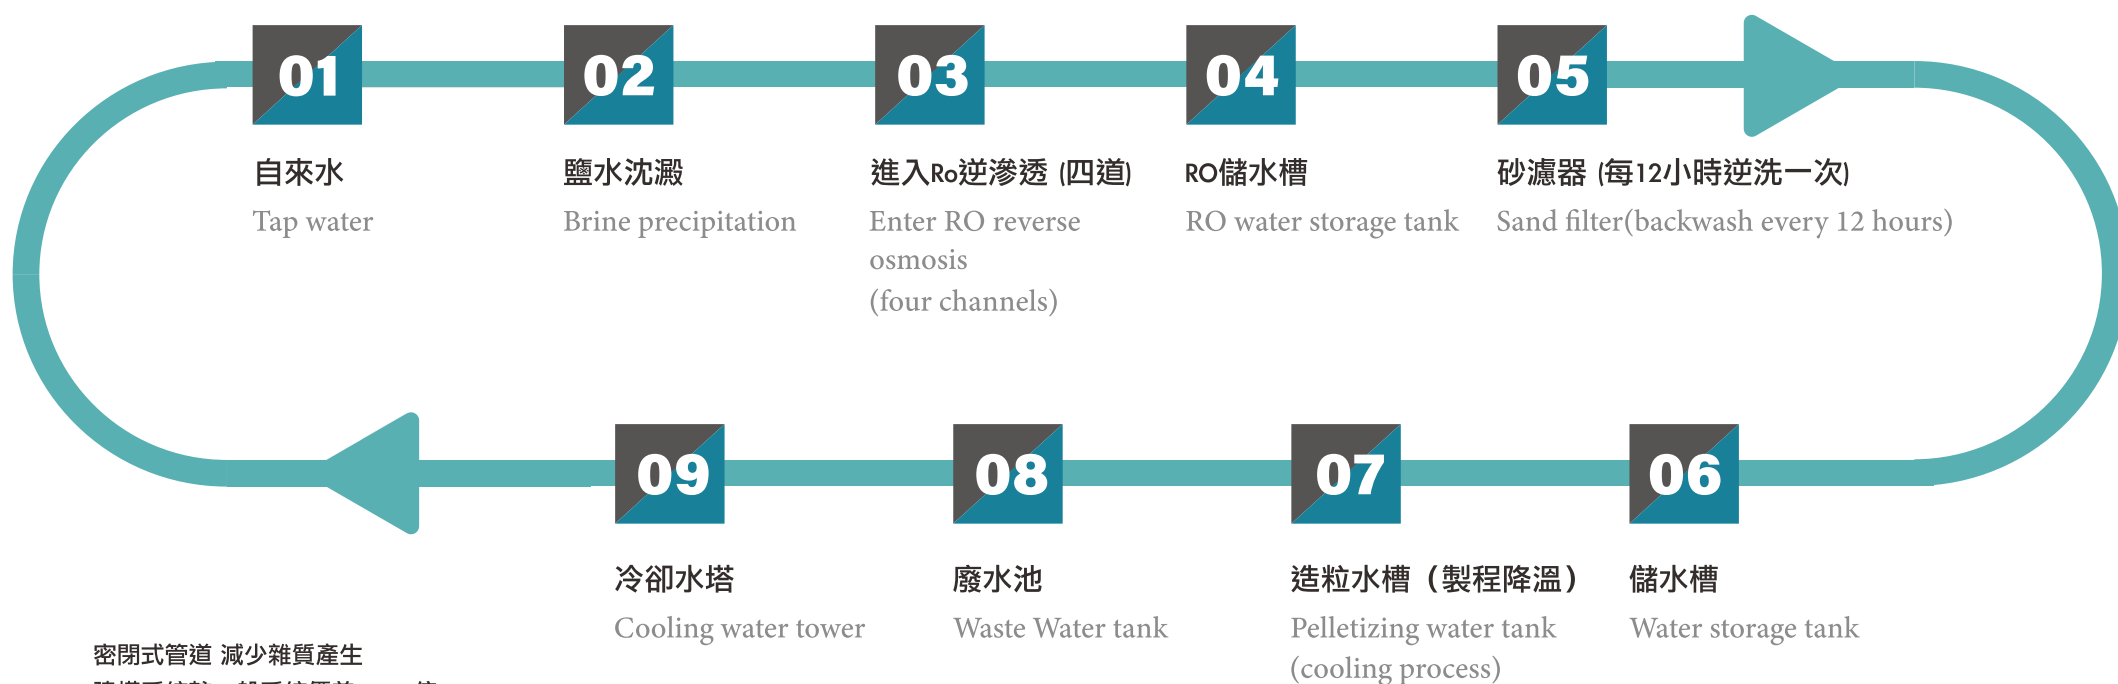 01
自來水
Tap water
02
鹽水沈澱
Brine precipitation
03
進入Ro逆滲透 (四道)
Enter RO reverse
osmosis
(four channels)
04
RO儲水槽
RO water storage tank
05
砂濾器 (每12小時逆洗一次)
Sand filter(backwash every 12 hours)
06
儲水槽
Water storage tank
07
造粒水槽（製程降溫）
Pelletizing water tank
(cooling process)
08
廢水池
Waste Water tank
09
冷卻水塔
Cooling water tower
密閉式管道 減少雜質產生